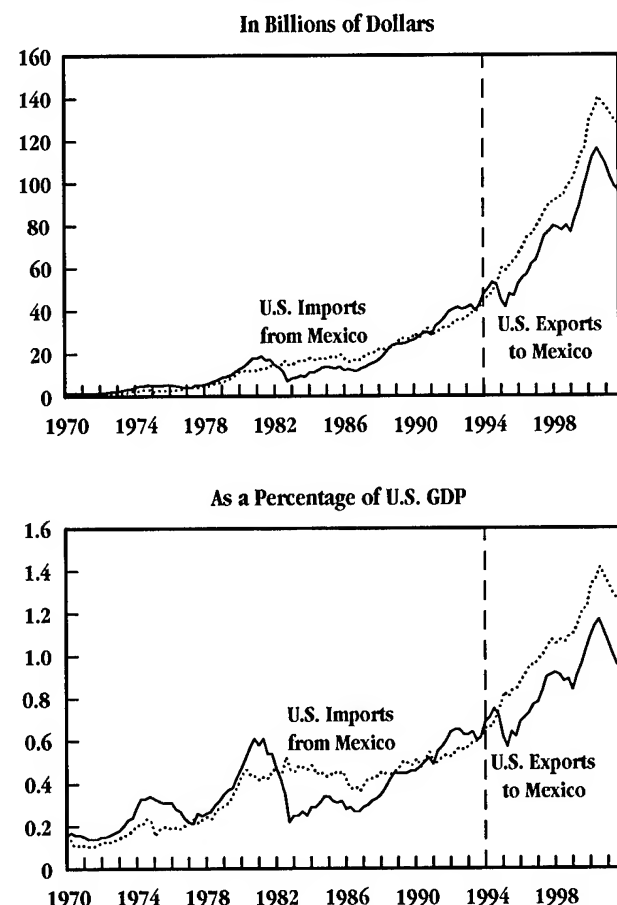 In Billions of Dollars
160
140
120
100
80
60
40
20
0
U.S. Imports
from Mexico
U.S. Exports
to Mexico
1970 1974 1978 1982 1986 1990 1994 1998
As a Percentage of U.S. GDP
1.6
1.4
1.2
1.0
0.8
0.6
0.4
0.2
0
U.S. Imports
from Mexico
U.S. Exports
to Mexico
1970 1974 1978 1982 1986 1990 1994 1998